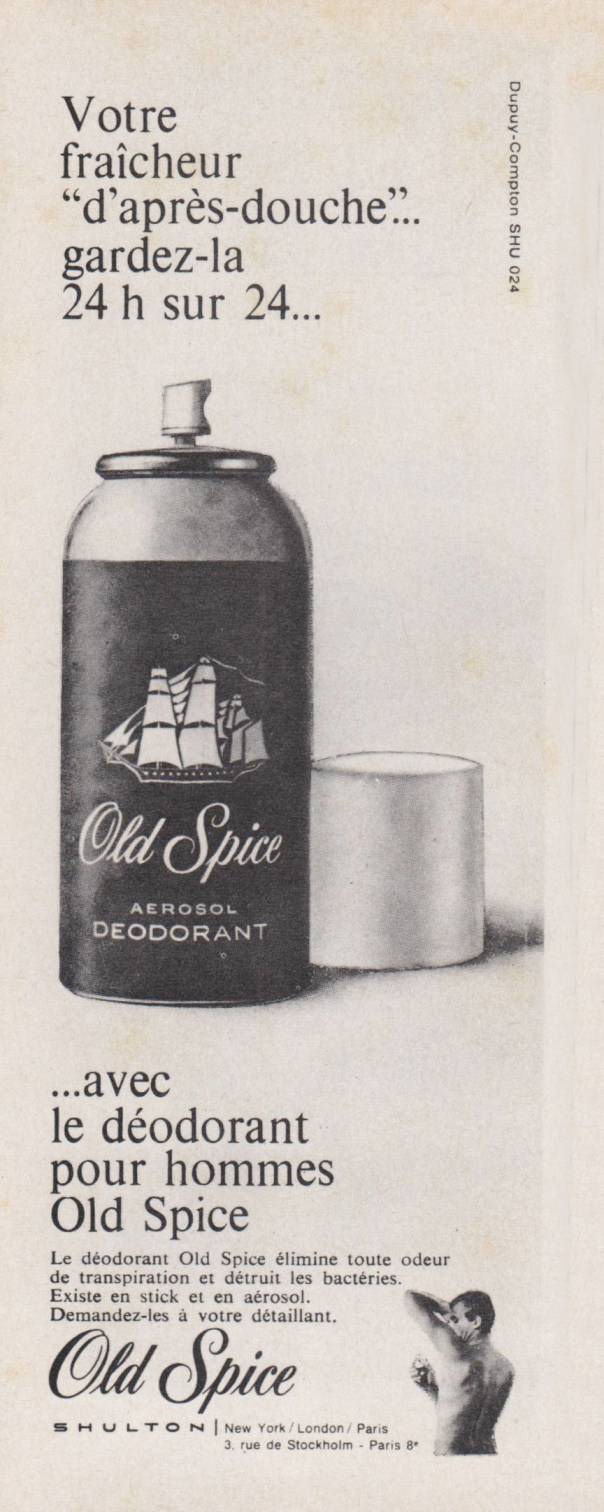 Votre
fraîcheur
“d'après-douche”...
gardez-la
24 h sur 24...
Dupuy-Compton SHU 024
Old Spice
AEROSOL
DEODORANT
...avec
le déodorant
pour hommes
Old Spice
Le déodorant Old Spice élimine toute odeur
de transpiration et détruit les bactéries.
Existe en stick et en aérosol.
Demandez-les à votre détaillant.
Old Spice
SHULTON | New York / London / Paris
3, rue de Stockholm - Paris 8e